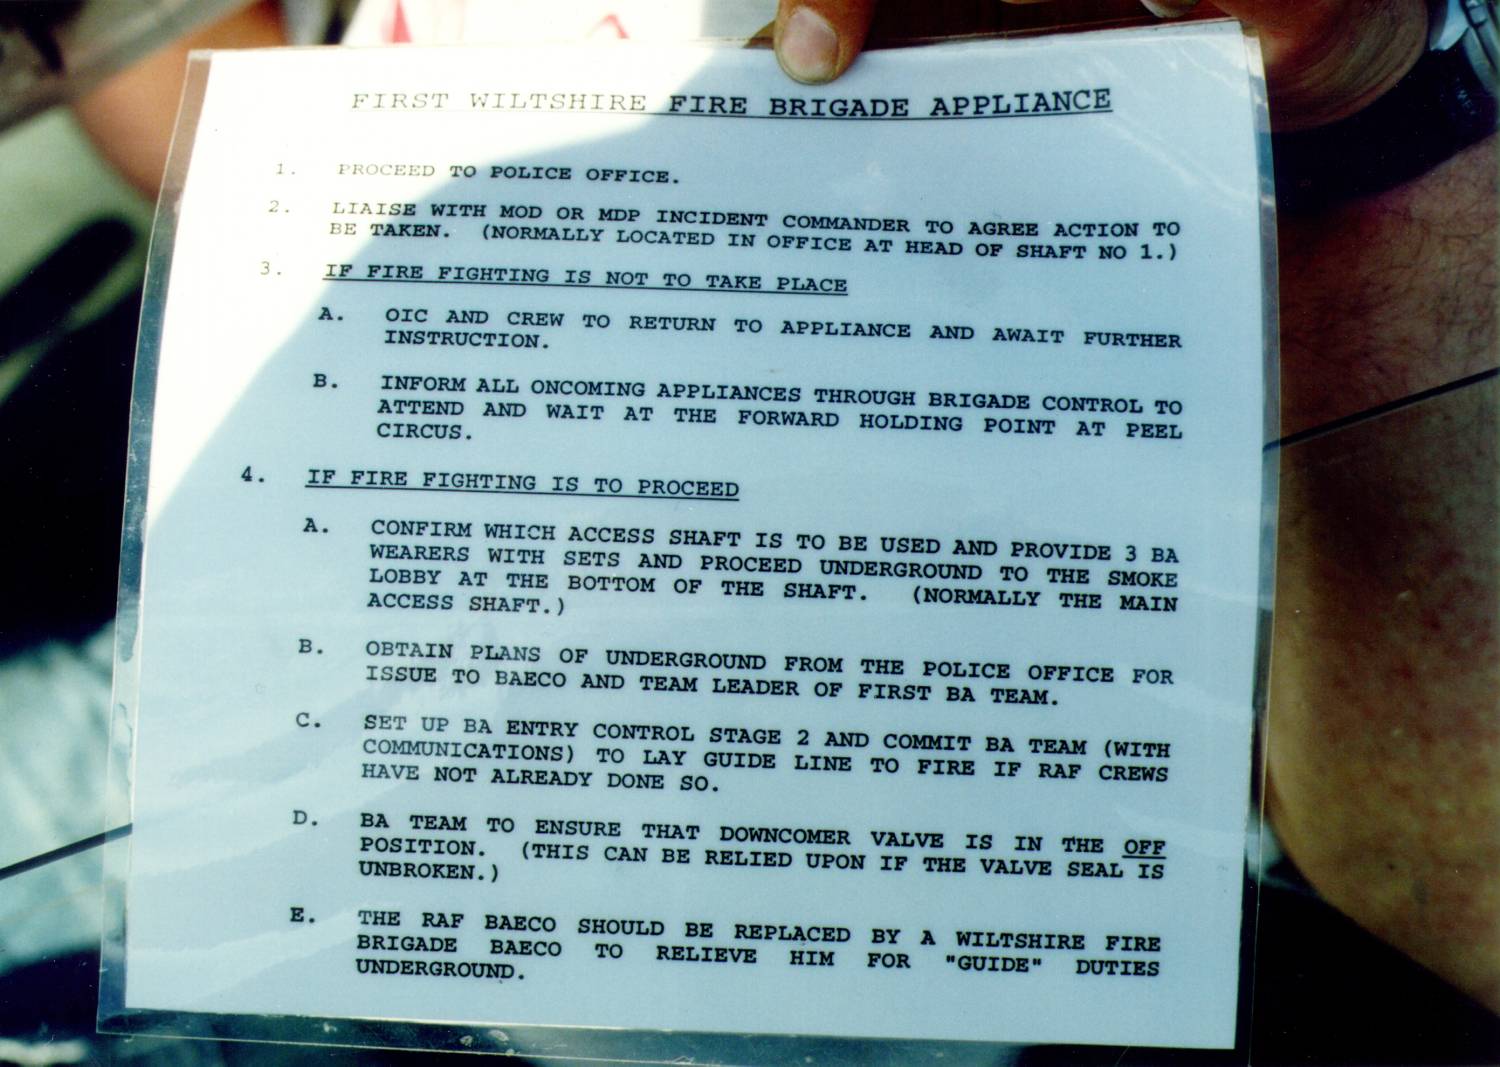 FIRST WILTSHIRE FIRE BRIGADE APPLIANCE
1. PROCEED TO POLICE OFFICE.
2. LIAISE WITH MOD OR MDP INCIDENT COMMANDER TO AGREE ACTION TO
BE TAKEN. (NORMALLY LOCATED IN OFFICE AT HEAD OF SHAFT NO 1.)
3. IF FIRE FIGHTING IS NOT TO TAKE PLACE
A. OIC AND CREW TO RETURN TO APPLIANCE AND AWAIT FURTHER
INSTRUCTION.
B. INFORM ALL ONCOMING APPLIANCES THROUGH BRIGADE CONTROL TO
ATTEND AND WAIT AT THE FORWARD HOLDING POINT AT PEEL
CIRCUS.
4. IF FIRE FIGHTING IS TO PROCEED
A. CONFIRM WHICH ACCESS SHAFT IS TO BE USED AND PROVIDE 3 BA
WEARERS WITH SETS AND PROCEED UNDERGROUND TO THE SMOKE
LOBBY AT THE BOTTOM OF THE SHAFT. (NORMALLY THE MAIN
ACCESS SHAFT.)
B. OBTAIN PLANS OF UNDERGROUND FROM THE POLICE OFFICE FOR
ISSUE TO BAECO AND TEAM LEADER OF FIRST BA TEAM.
C. SET UP BA ENTRY CONTROL STAGE 2 AND COMMIT BA TEAM (WITH
COMMUNICATIONS) TO LAY GUIDE LINE TO FIRE IF RAF CREWS
HAVE NOT ALREADY DONE SO.
D. BA TEAM TO ENSURE THAT DOWNCOMER VALVE IS IN THE OFF
POSITION. (THIS CAN BE RELIED UPON IF THE VALVE SEAL IS
UNBROKEN.)
E. THE RAF BAECO SHOULD BE REPLACED BY A WILTSHIRE FIRE
BRIGADE BAECO TO RELIEVE HIM FOR "GUIDE" DUTIES
UNDERGROUND.